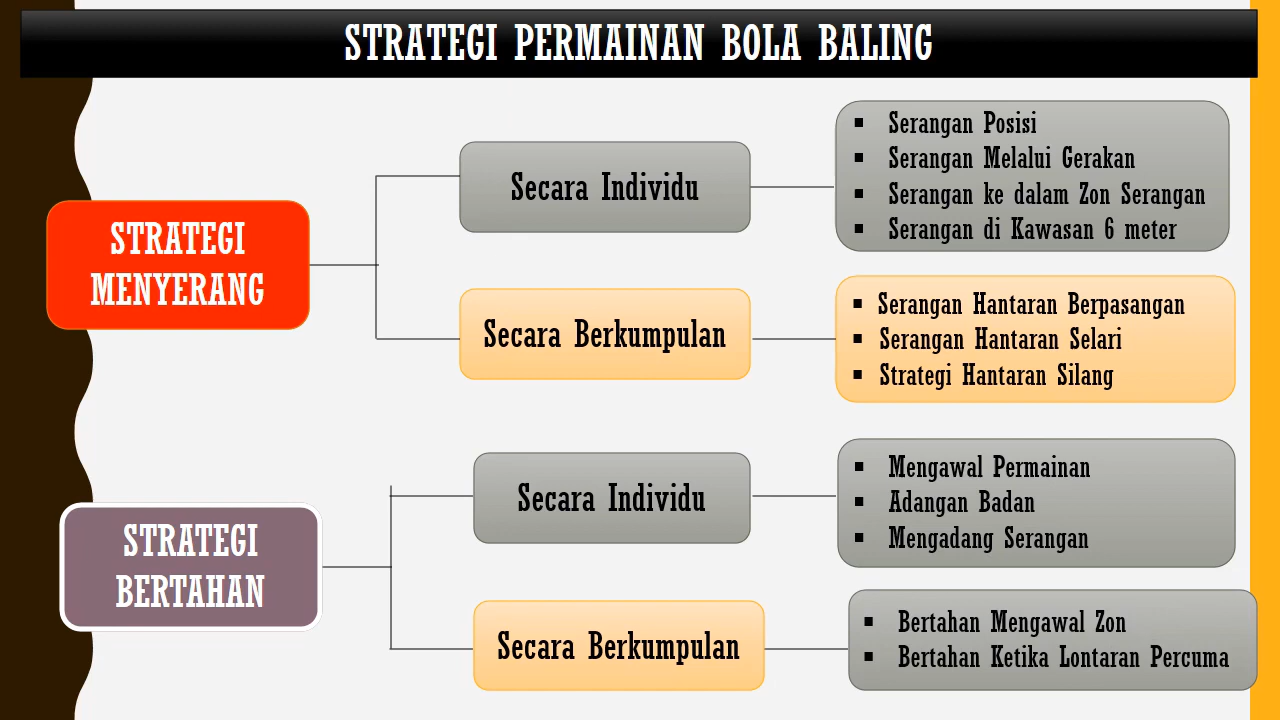 STRATEGI PERMAINAN BOLA BALING
STRATEGI
MENYERANG
Secara Individu
▪ Serangan Posisi
▪ Serangan Melalui Gerakan
▪ Serangan ke dalam Zon Serangan
▪ Serangan di Kawasan 6 meter
Secara Berkumpulan
▪ Serangan Hantaran Berpasangan
▪ Serangan Hantaran Selari
▪ Strategi Hantaran Silang
STRATEGI
BERTAHAN
Secara Individu
▪ Mengawal Permainan
▪ Adangan Badan
▪ Mengadang Serangan
Secara Berkumpulan
▪ Bertahan Mengawal Zon
▪ Bertahan Ketika Lontaran Percuma